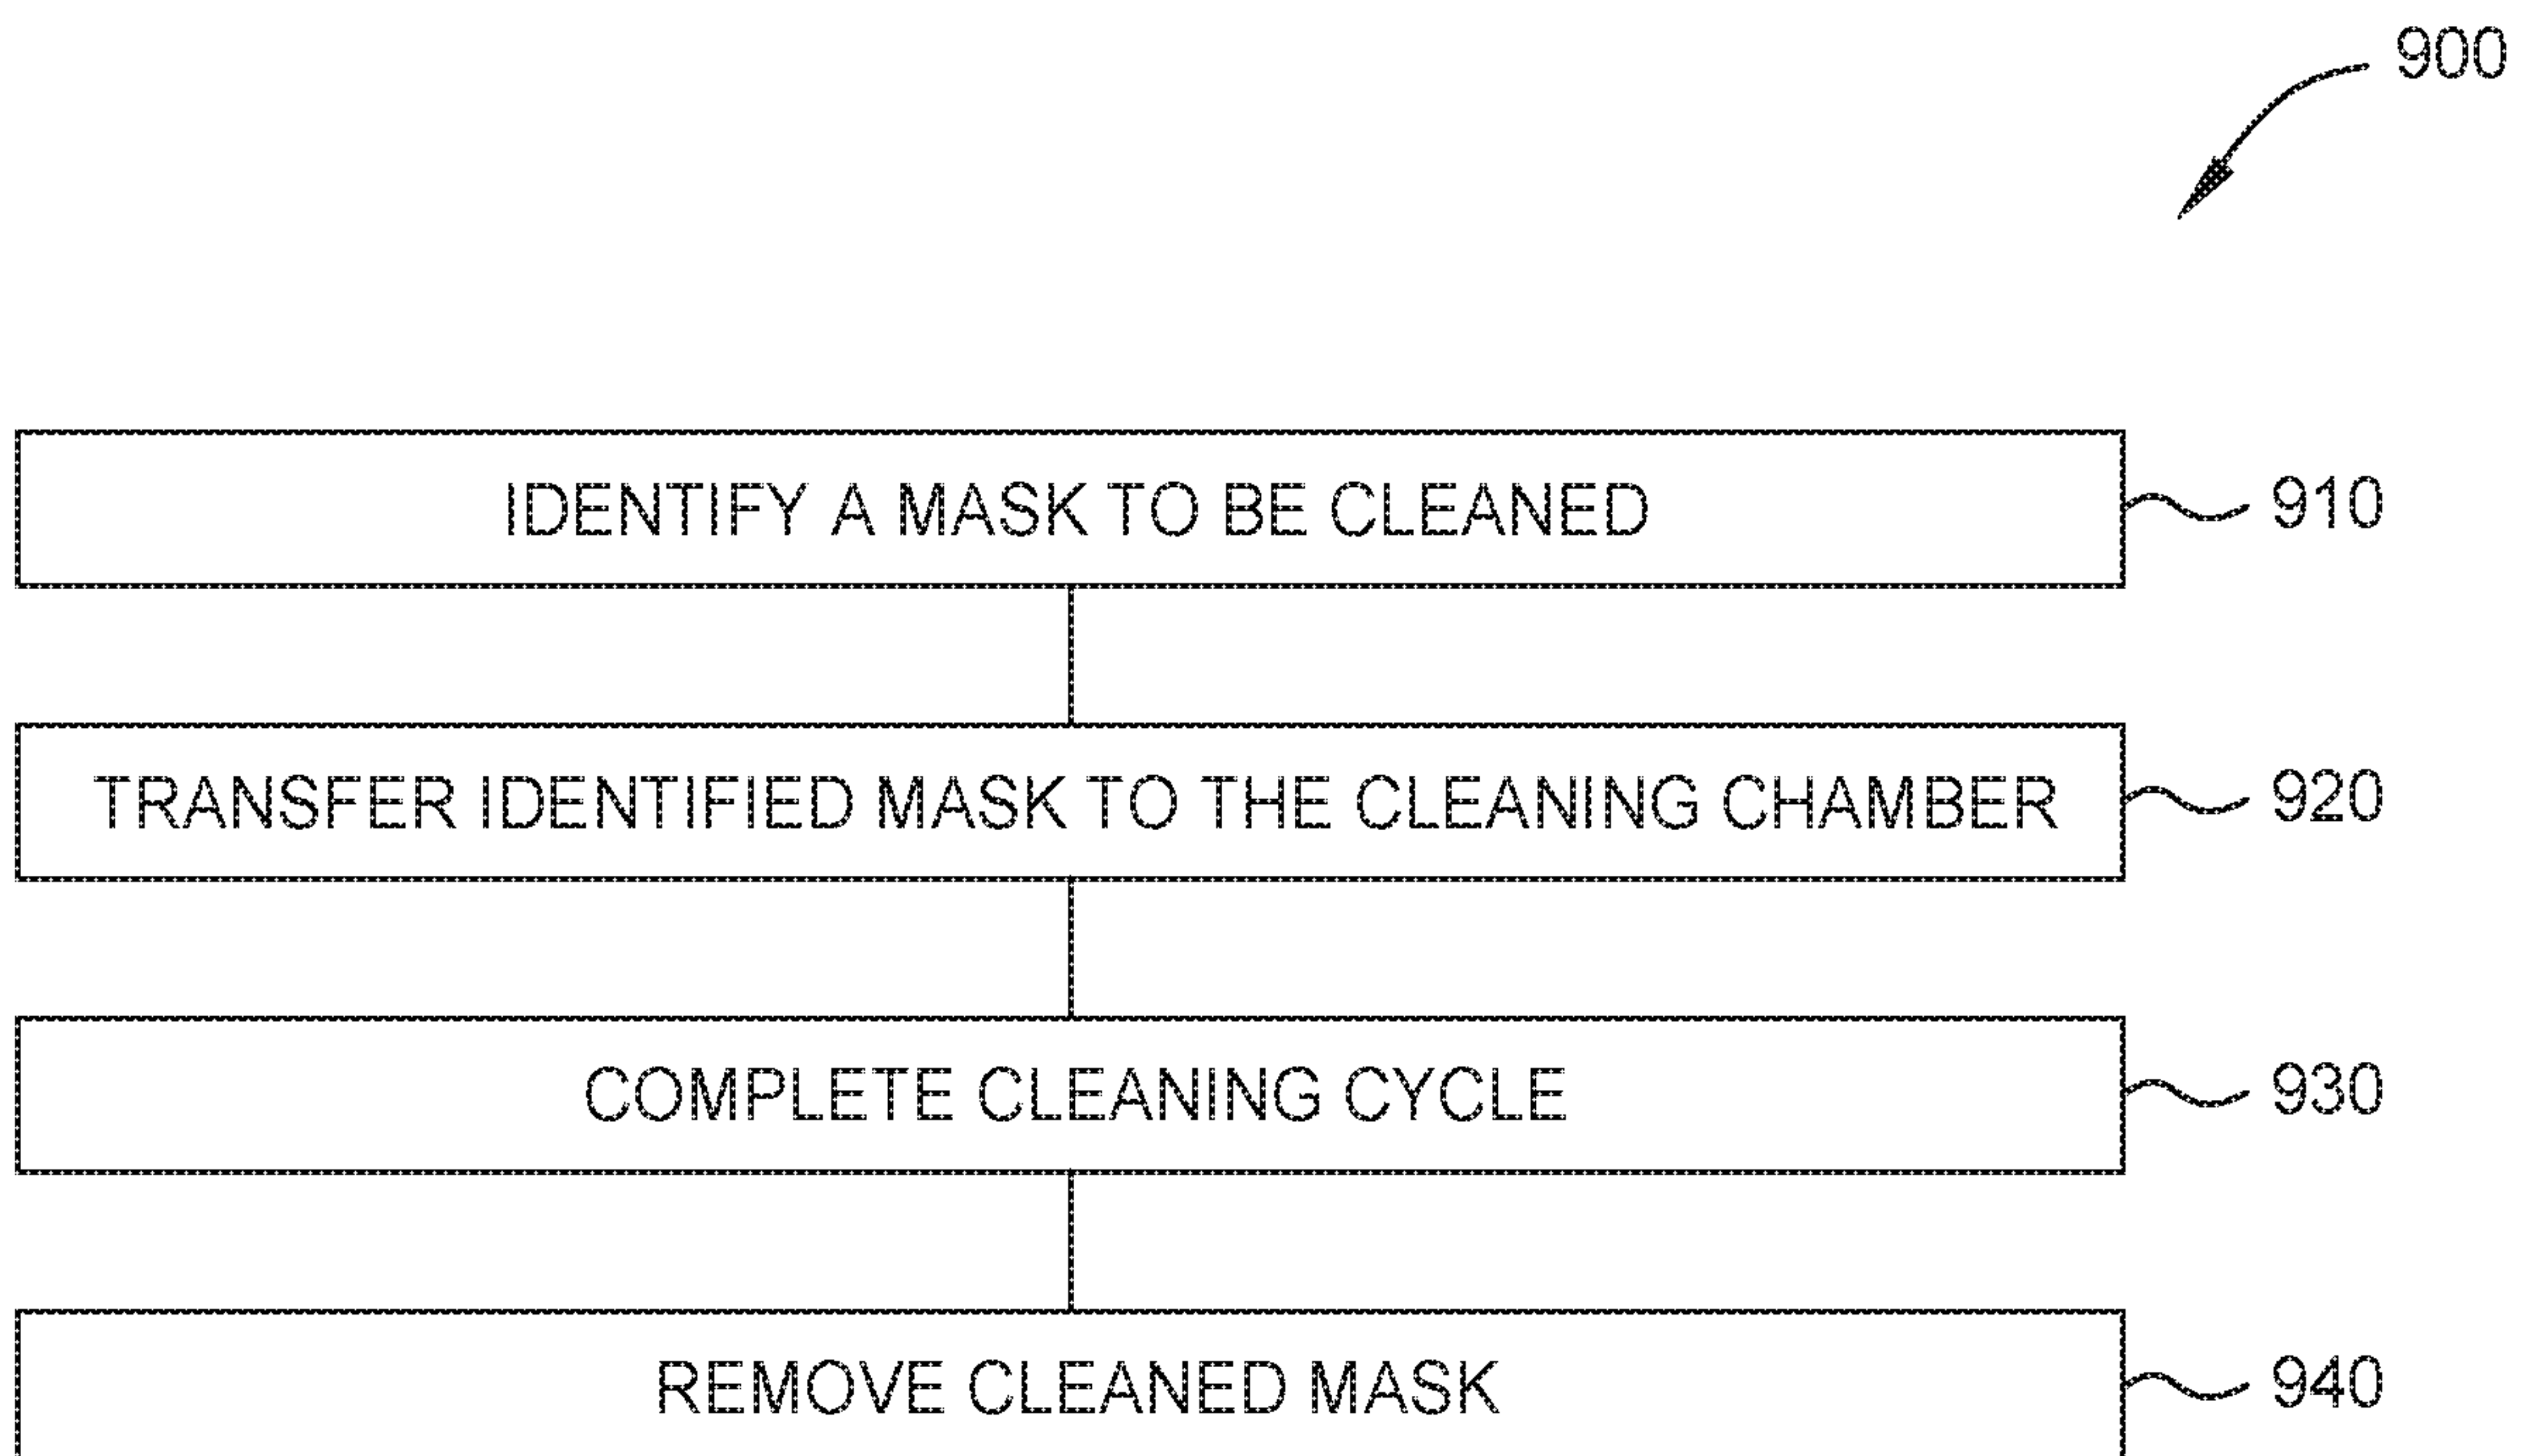 900
IDENTIFY A MASK TO BE CLEANED
910
TRANSFER IDENTIFIED MASK TO THE CLEANING CHAMBER
920
COMPLETE CLEANING CYCLE
930
REMOVE CLEANED MASK
940